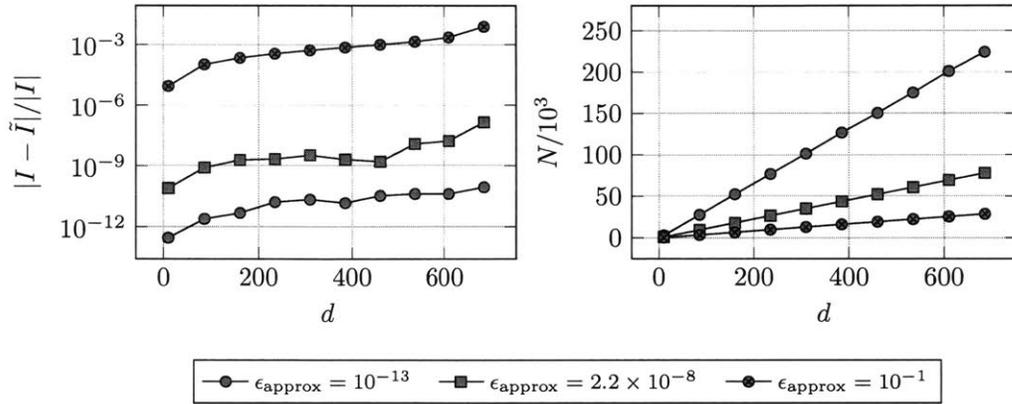 10^{-3}
10^{-6}
10^{-9}
10^{-12}
|I − Ĩ|/|I|
0 200 400 600
d
250
200
150
100
50
0
N/10^3
0 200 400 600
d
ϵ_approx = 10^{-13} ϵ_approx = 2.2 × 10^{-8} ϵ_approx = 10^{-1}